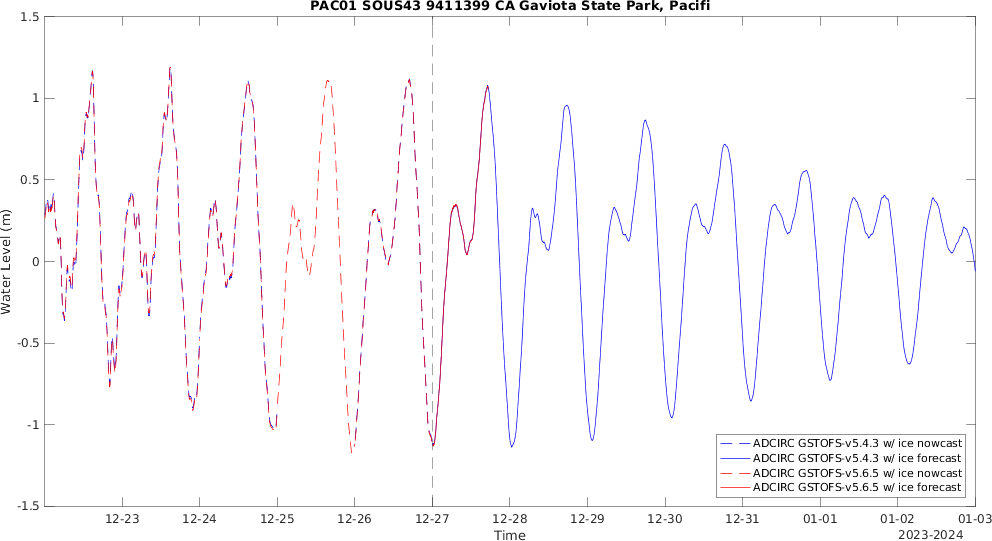 PAC01 SOUS43 9411399 CA Gaviota State Park, Pacifi
1.5
1
0.5
0
-0.5
-1
-1.5
Water Level (m)
12-23 12-24 12-25 12-26 12-27 12-28 12-29 12-30 12-31 01-01 01-02 01-03
Time
2023-2024
ADCIRC GSTOFS-v5.4.3 w/ ice nowcast
ADCIRC GSTOFS-v5.4.3 w/ ice forecast
ADCIRC GSTOFS-v5.6.5 w/ ice nowcast
ADCIRC GSTOFS-v5.6.5 w/ ice forecast